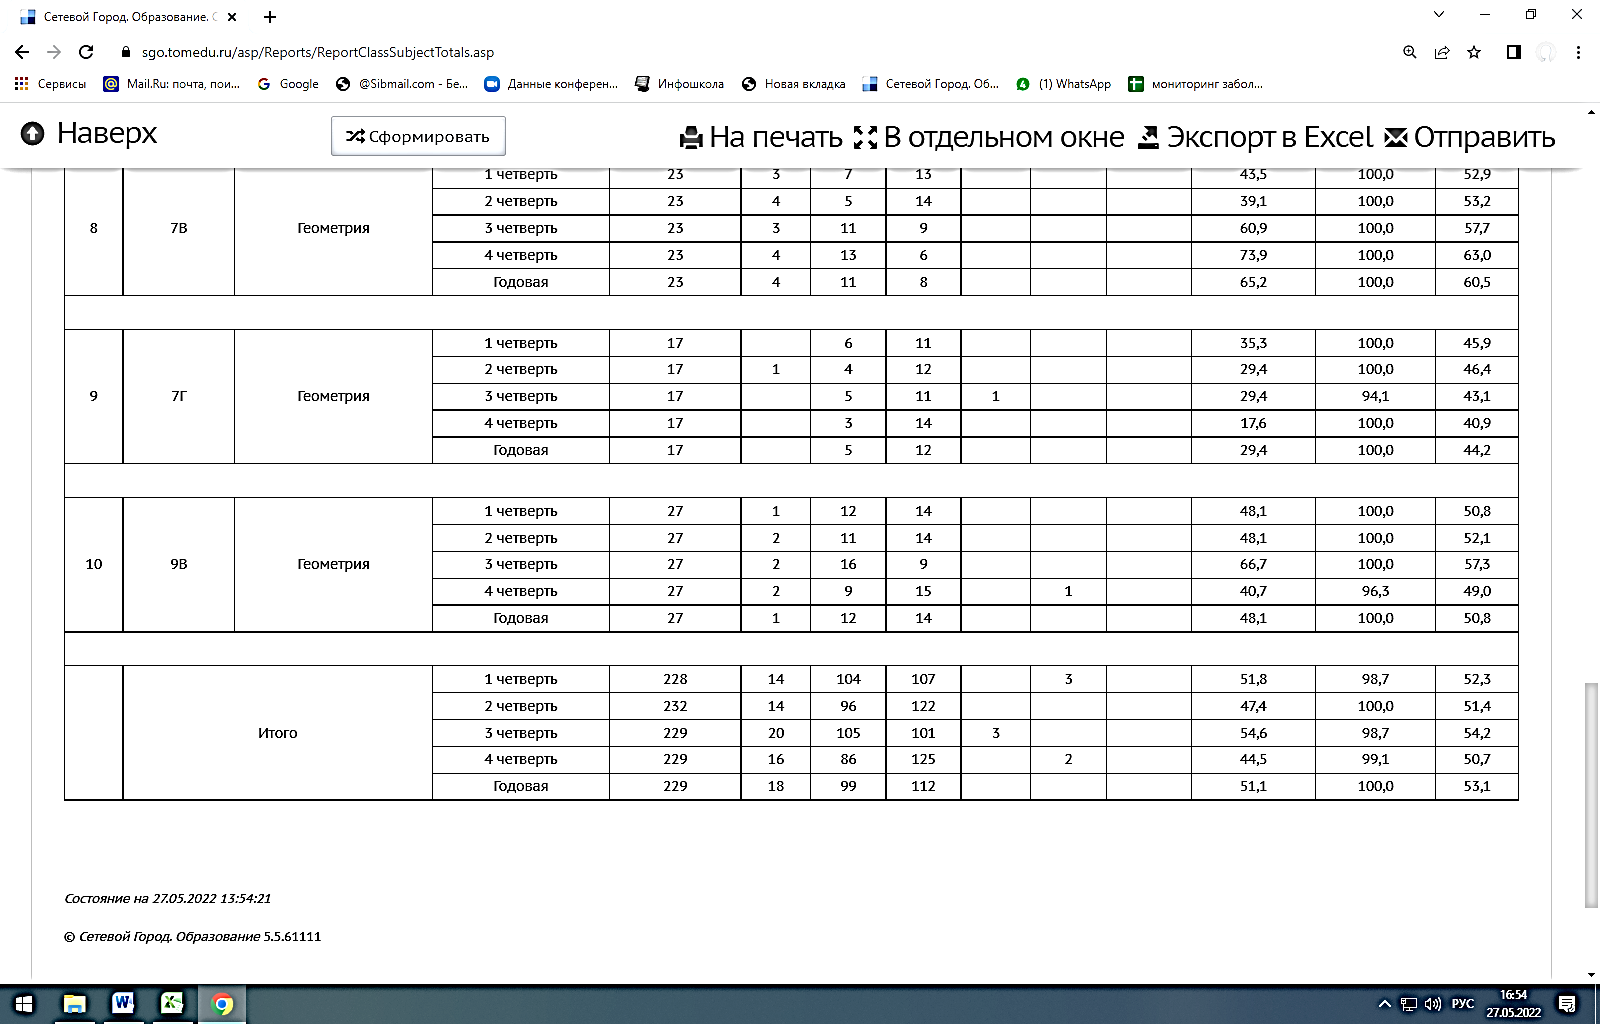 Сетевой Город. Образование. С
sgo.tomedu.ru/asp/Reports/ReportClassSubjectTotals.asp
Сервисы Mail.Ru: почта, пои... Google @Sibmail.com - Бе... Данные конферен... Инфошкола Новая вкладка Сетевой Город. Об... 4 (1) WhatsApp мониторинг забол...
Наверх Сформировать На печать В отдельном окне Экспорт в Excel Отправить
1 четверть 23 3 7 13 43,5 100,0 52,9
2 четверть 23 4 5 14 39,1 100,0 53,2
8 7В Геометрия 3 четверть 23 3 11 9 60,9 100,0 57,7
4 четверть 23 4 13 6 73,9 100,0 63,0
Годовая 23 4 11 8 65,2 100,0 60,5
1 четверть 17 6 11 35,3 100,0 45,9
2 четверть 17 1 4 12 29,4 100,0 46,4
9 7Г Геометрия 3 четверть 17 5 11 1 29,4 94,1 43,1
4 четверть 17 3 14 17,6 100,0 40,9
Годовая 17 5 12 29,4 100,0 44,2
1 четверть 27 1 12 14 48,1 100,0 50,8
2 четверть 27 2 11 14 48,1 100,0 52,1
10 9В Геометрия 3 четверть 27 2 16 9 66,7 100,0 57,3
4 четверть 27 2 9 15 1 40,7 96,3 49,0
Годовая 27 1 12 14 48,1 100,0 50,8
1 четверть 228 14 104 107 3 51,8 98,7 52,3
2 четверть 232 14 96 122 47,4 100,0 51,4
Итого 3 четверть 229 20 105 101 3 54,6 98,7 54,2
4 четверть 229 16 86 125 2 44,5 99,1 50,7
Годовая 229 18 99 112 51,1 100,0 53,1
Состояние на 27.05.2022 13:54:21
© Сетевой Город. Образование 5.5.61111
РУС 16:54
27.05.2022